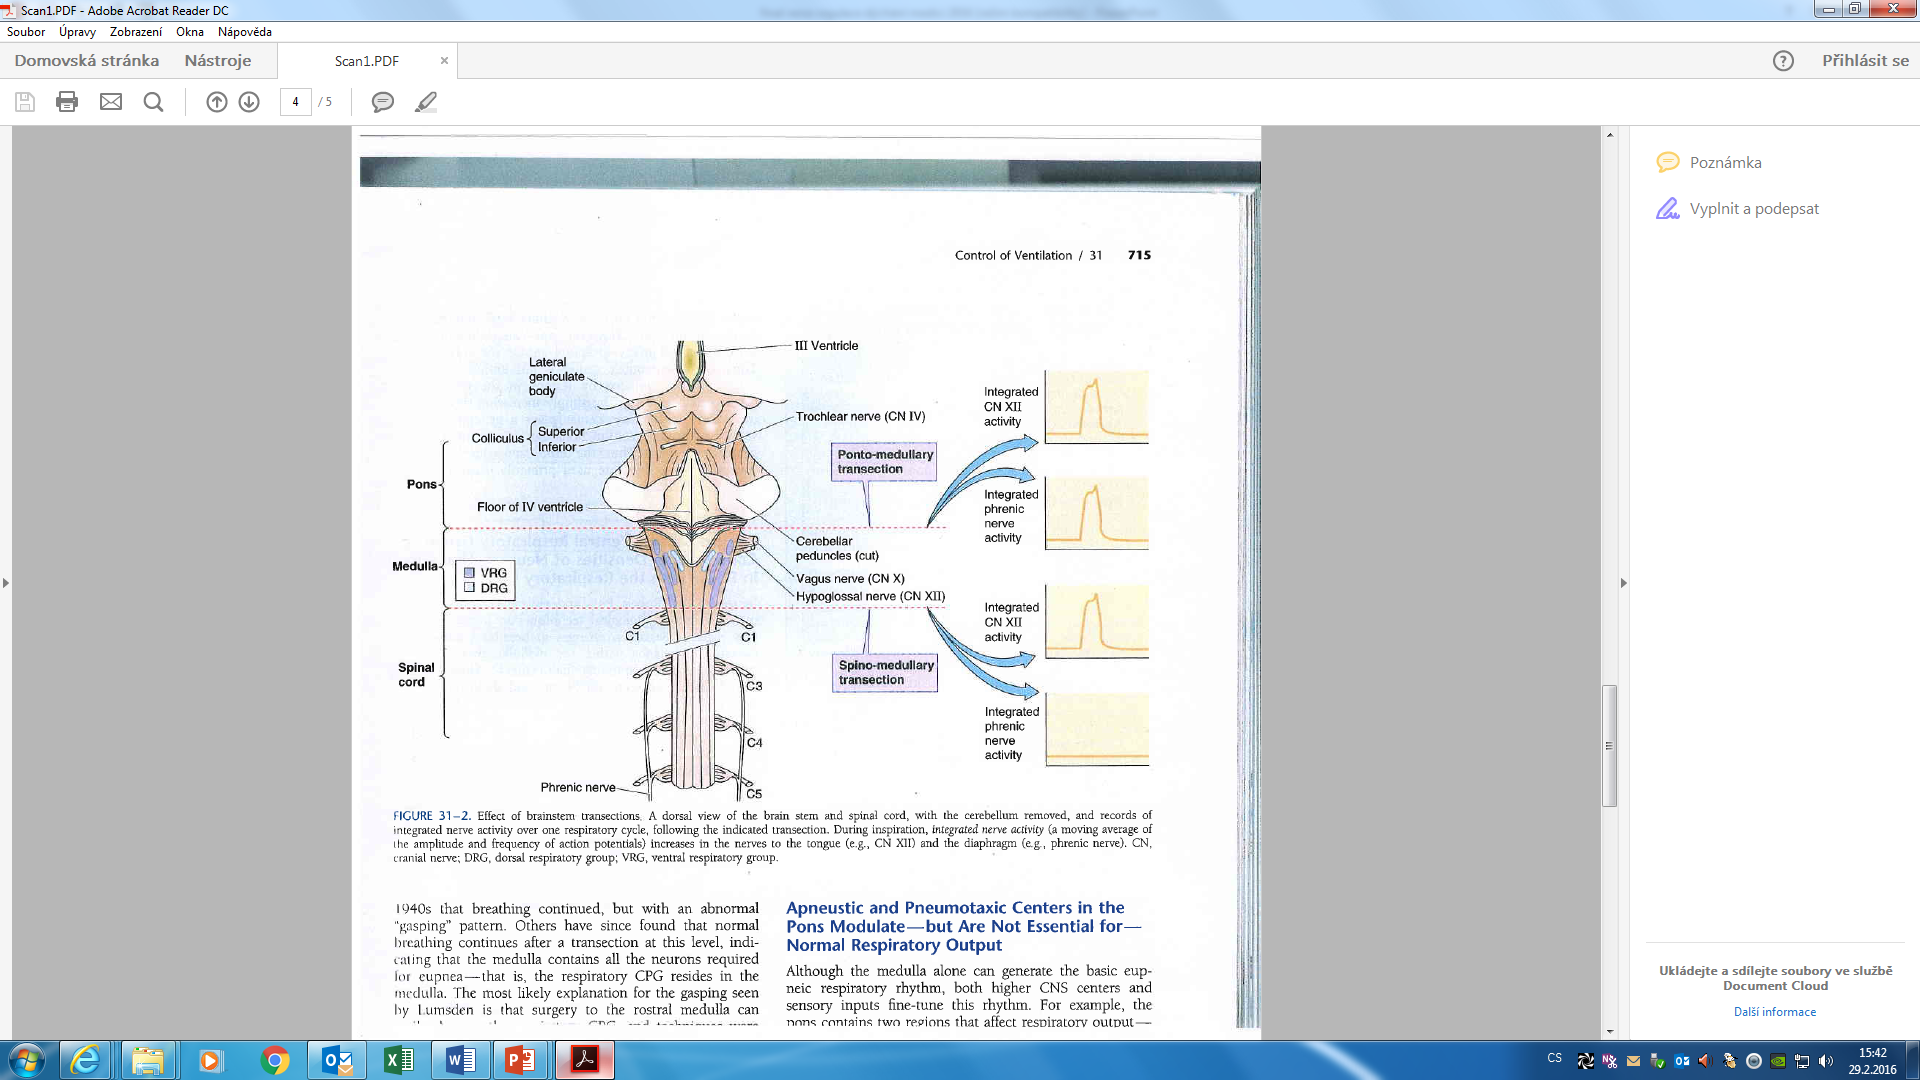 Scan1.PDF - Adobe Acrobat Reader DC
Soubor Úpravy Zobrazení Okna Nápověda
Domovská stránka Nástroje Scan1.PDF × Přihlásit se
4 / 5
Poznámka
Vyplnit a podepsat
Control of Ventilation / 31 715
III Ventricle
Lateral
geniculate
body
Trochlear nerve (CN IV)
Colliculus
Superior
Inferior
Pons
Floor of IV ventricle
Ponto-medullary
transection
Cerebellar
peduncles (cut)
Medulla
VRG
DRG
Vagus nerve (CN X)
Hypoglossal nerve (CN XII)
C1 C1
Spinal
cord
Spino-medullary
transection
C3
C4
Phrenic nerve
C5
Integrated
CN XII
activity
Integrated
phrenic
nerve
activity
Integrated
CN XII
activity
Integrated
phrenic
nerve
activity
FIGURE 31–2. Effect of brainstem transections. A dorsal view of the brain stem and spinal cord, with the cerebellum removed, and records of
integrated nerve activity over one respiratory cycle, following the indicated transection. During inspiration, integrated nerve activity (a moving average of
the amplitude and frequency of action potentials) increases in the nerves to the tongue (e.g., CN XII) and the diaphragm (e.g., phrenic nerve). CN,
cranial nerve; DRG, dorsal respiratory group; VRG, ventral respiratory group.
1940s that breathing continued, but with an abnormal
“gasping” pattern. Others have since found that normal
breathing continues after a transection at this level, indi-
cating that the medulla contains all the neurons required
for eupnea—that is, the respiratory CPG resides in the
medulla. The most likely explanation for the gasping seen
by Lumsden is that surgery to the rostral medulla can
Apneustic and Pneumotaxic Centers in the
Pons Modulate—but Are Not Essential for—
Normal Respiratory Output
Although the medulla alone can generate the basic eup-
neic respiratory rhythm, both higher CNS centers and
sensory inputs fine-tune this rhythm. For example, the
pons contains two regions that affect respiratory output—
Ukládejte a sdílejte soubory ve službě
Document Cloud
Další informace
CS
15:42
29.2.2016